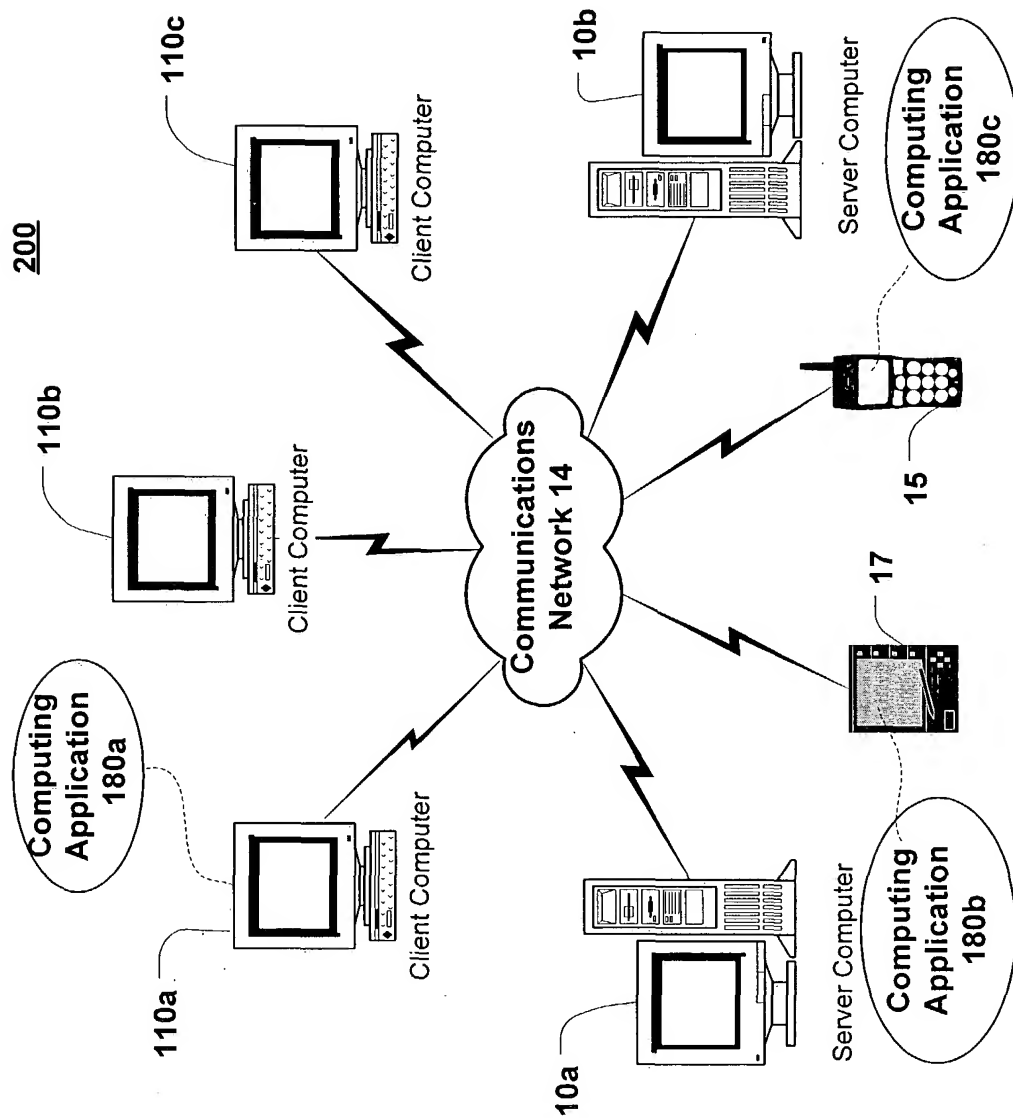 200
110c
Client Computer
110b
Client Computer
Computing
Application
180a
110a
Client Computer
Communications
Network 14
10b
Server Computer
Computing
Application
180c
15
17
10a
Server Computer
Computing
Application
180b